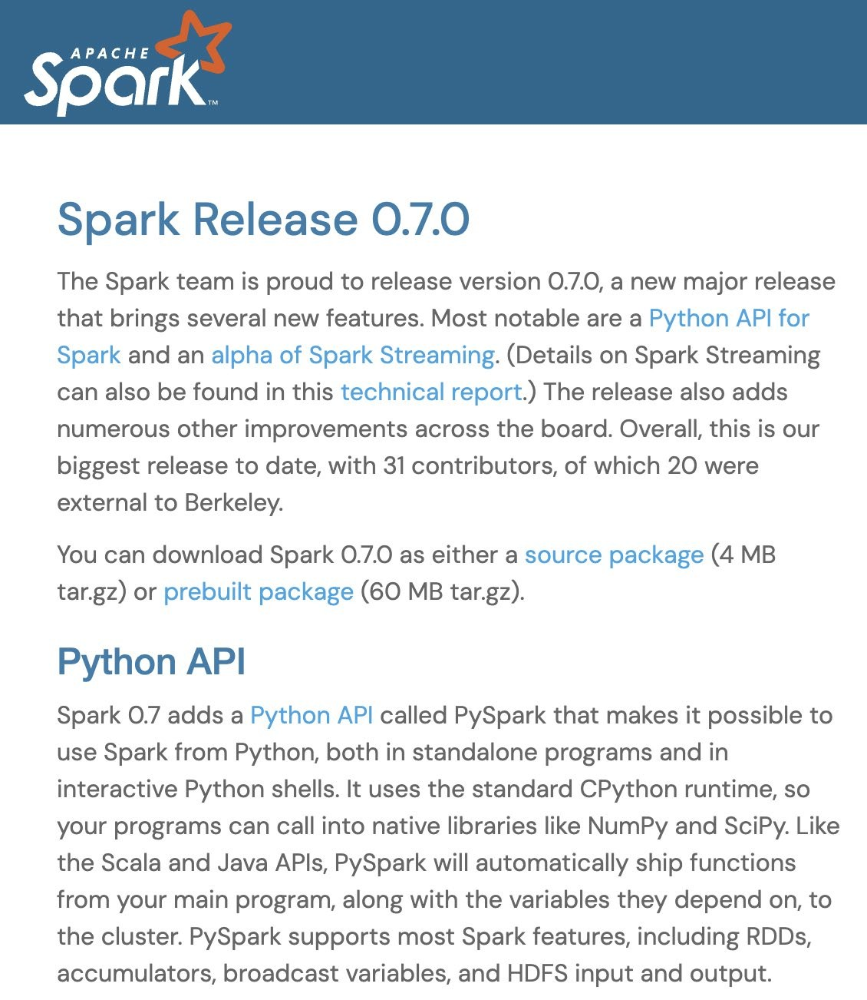 APACHE
Spark™
Spark Release 0.7.0
The Spark team is proud to release version 0.7.0, a new major release
that brings several new features. Most notable are a Python API for
Spark and an alpha of Spark Streaming. (Details on Spark Streaming
can also be found in this technical report.) The release also adds
numerous other improvements across the board. Overall, this is our
biggest release to date, with 31 contributors, of which 20 were
external to Berkeley.
You can download Spark 0.7.0 as either a source package (4 MB
tar.gz) or prebuilt package (60 MB tar.gz).
Python API
Spark 0.7 adds a Python API called PySpark that makes it possible to
use Spark from Python, both in standalone programs and in
interactive Python shells. It uses the standard CPython runtime, so
your programs can call into native libraries like NumPy and SciPy. Like
the Scala and Java APIs, PySpark will automatically ship functions
from your main program, along with the variables they depend on, to
the cluster. PySpark supports most Spark features, including RDDs,
accumulators, broadcast variables, and HDFS input and output.